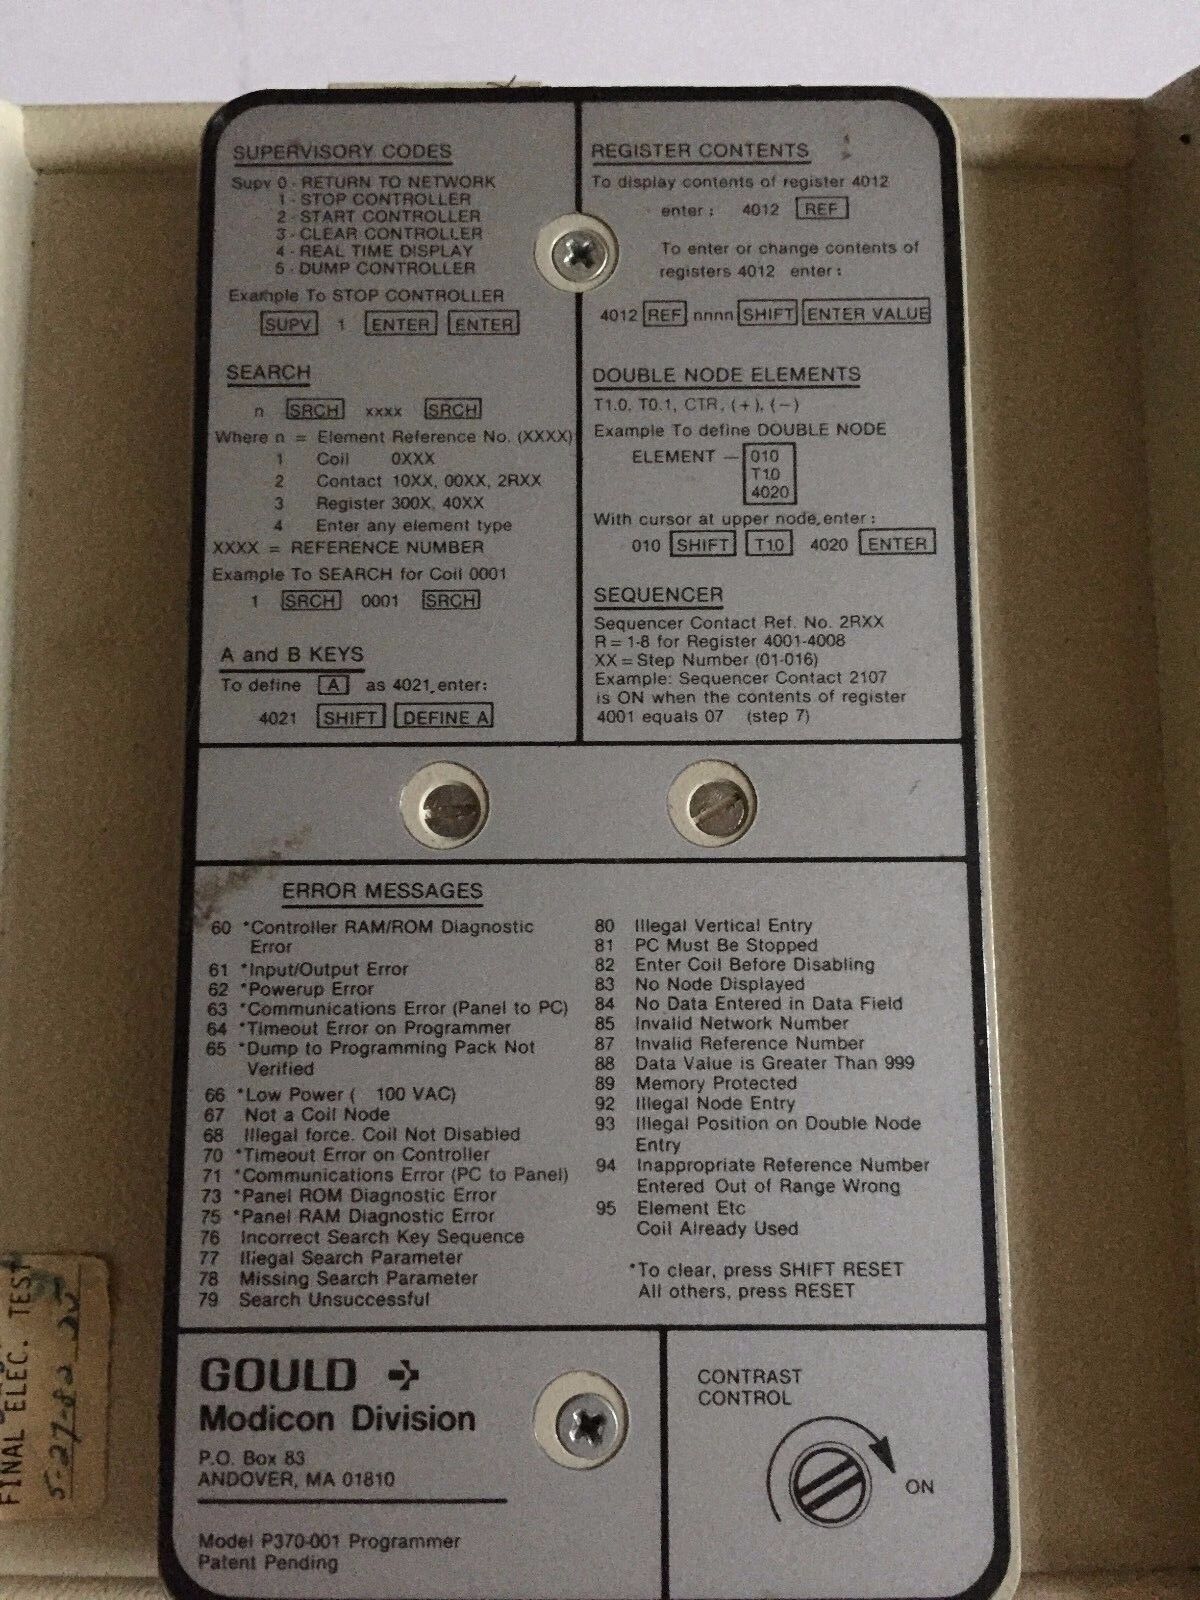 SUPERVISORY CODES
Supv 0 - RETURN TO NETWORK
1 - STOP CONTROLLER
2 - START CONTROLLER
3 - CLEAR CONTROLLER
4 - REAL TIME DISPLAY
5 - DUMP CONTROLLER
Example To STOP CONTROLLER
SUPV 1 ENTER ENTER
SEARCH
n SRCH xxxx SRCH
Where n = Element Reference No. (XXXX)
1 Coil 0XXX
2 Contact 10XX, 00XX, 2RXX
3 Register 300X, 40XX
4 Enter any element type
XXXX = REFERENCE NUMBER
Example To SEARCH for Coil 0001
1 SRCH 0001 SRCH
A and B KEYS
To define A as 4021, enter:
4021 SHIFT DEFINE A
REGISTER CONTENTS
To display contents of register 4012
enter: 4012 REF
To enter or change contents of
registers 4012 enter:
4012 REF nnnn SHIFT ENTER VALUE
DOUBLE NODE ELEMENTS
T1.0, T0.1, CTR, (+), (−)
Example To define DOUBLE NODE
ELEMENT — 010
T1.0
4020
With cursor at upper node, enter:
010 SHIFT T1.0 4020 ENTER
SEQUENCER
Sequencer Contact Ref. No. 2RXX
R = 1-8 for Register 4001-4008
XX = Step Number (01-016)
Example: Sequencer Contact 2107
is ON when the contents of register
4001 equals 07 (step 7)
ERROR MESSAGES
60 *Controller RAM/ROM Diagnostic
Error
61 *Input/Output Error
62 *Powerup Error
63 *Communications Error (Panel to PC)
64 *Timeout Error on Programmer
65 *Dump to Programming Pack Not
Verified
66 *Low Power ( 100 VAC)
67 Not a Coil Node
68 Illegal force. Coil Not Disabled
70 *Timeout Error on Controller
71 *Communications Error (PC to Panel)
73 *Panel ROM Diagnostic Error
75 *Panel RAM Diagnostic Error
76 Incorrect Search Key Sequence
77 Illegal Search Parameter
78 Missing Search Parameter
79 Search Unsuccessful
80 Illegal Vertical Entry
81 PC Must Be Stopped
82 Enter Coil Before Disabling
83 No Node Displayed
84 No Data Entered in Data Field
85 Invalid Network Number
87 Invalid Reference Number
88 Data Value is Greater Than 999
89 Memory Protected
92 Illegal Node Entry
93 Illegal Position on Double Node
Entry
94 Inappropriate Reference Number
Entered Out of Range Wrong
95 Element Etc
Coil Already Used
*To clear, press SHIFT RESET
All others, press RESET
GOULD
Modicon Division
P.O. Box 83
ANDOVER, MA 01810
Model P370-001 Programmer
Patent Pending
CONTRAST
CONTROL
ON
FINAL ELEC. TEST
5-27-82